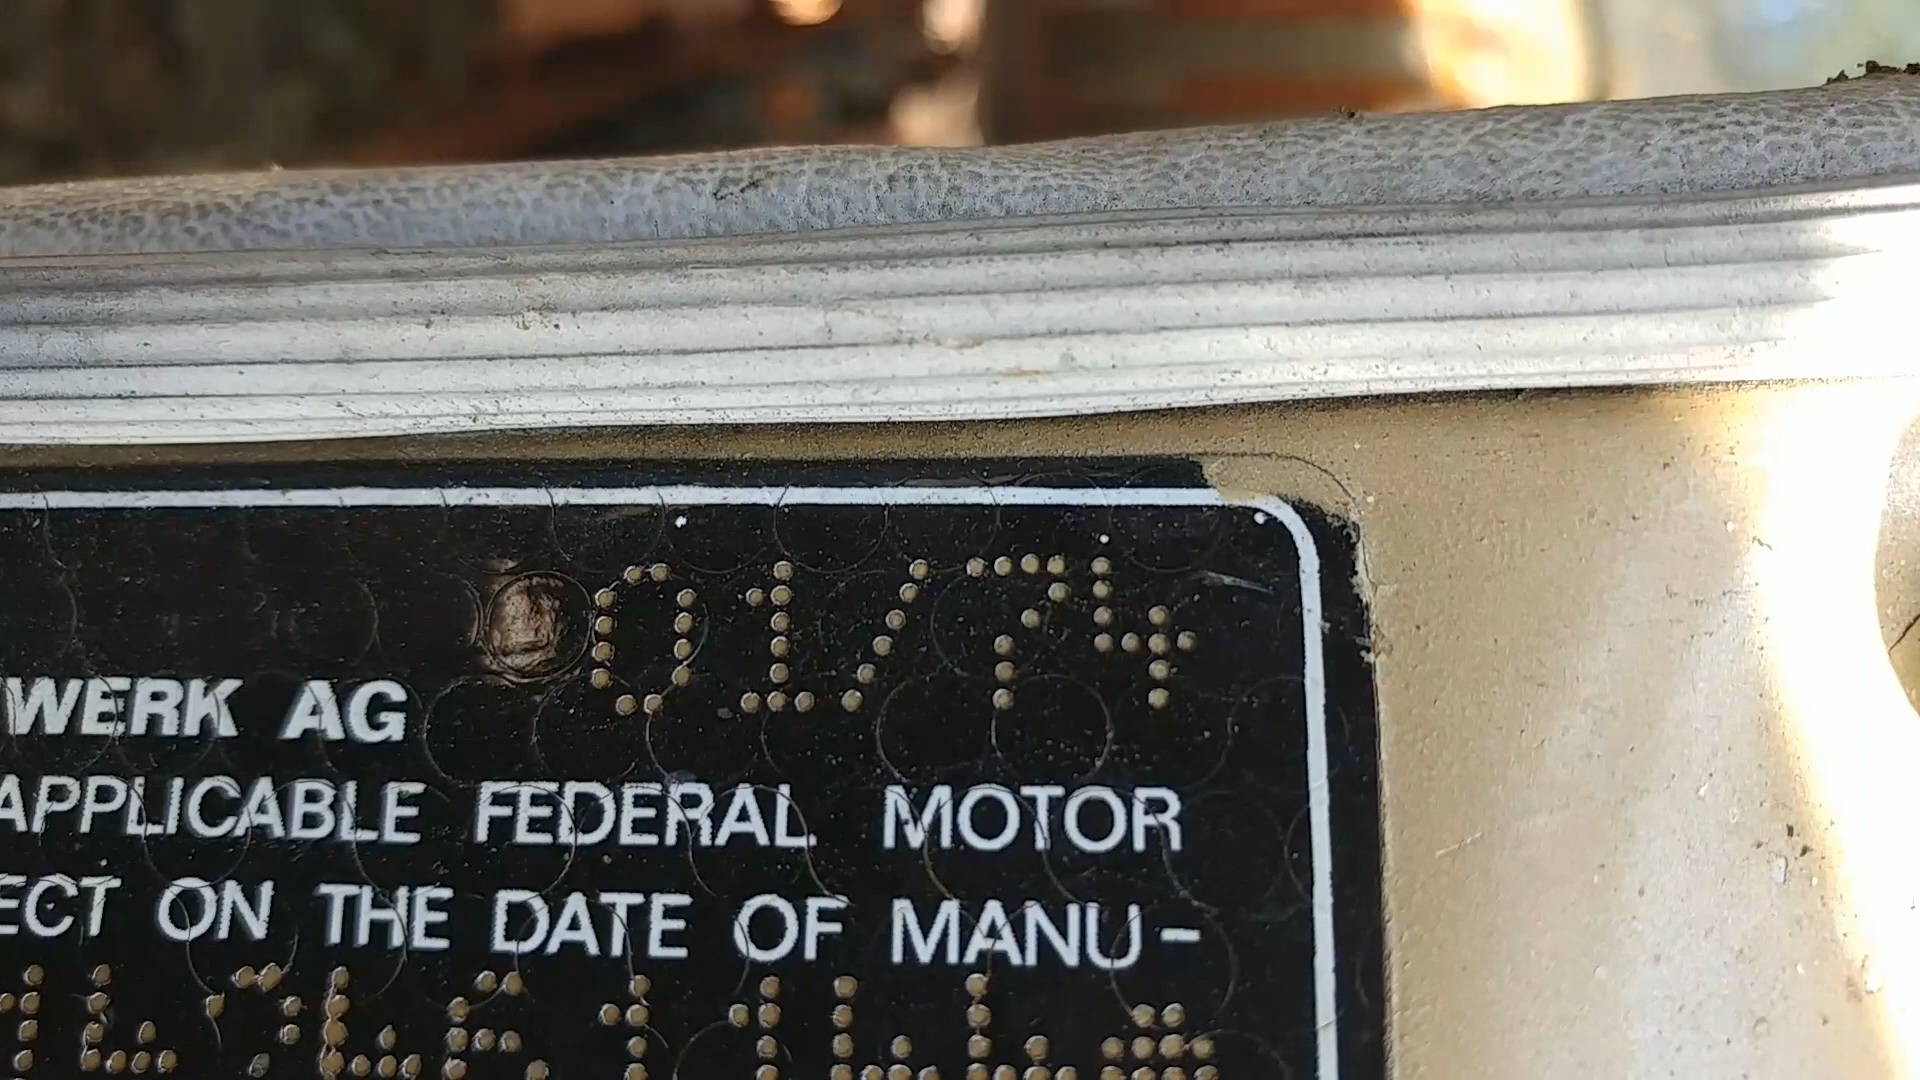 01/74
WERK AG
APPLICABLE FEDERAL MOTOR
ECT ON THE DATE OF MANU-